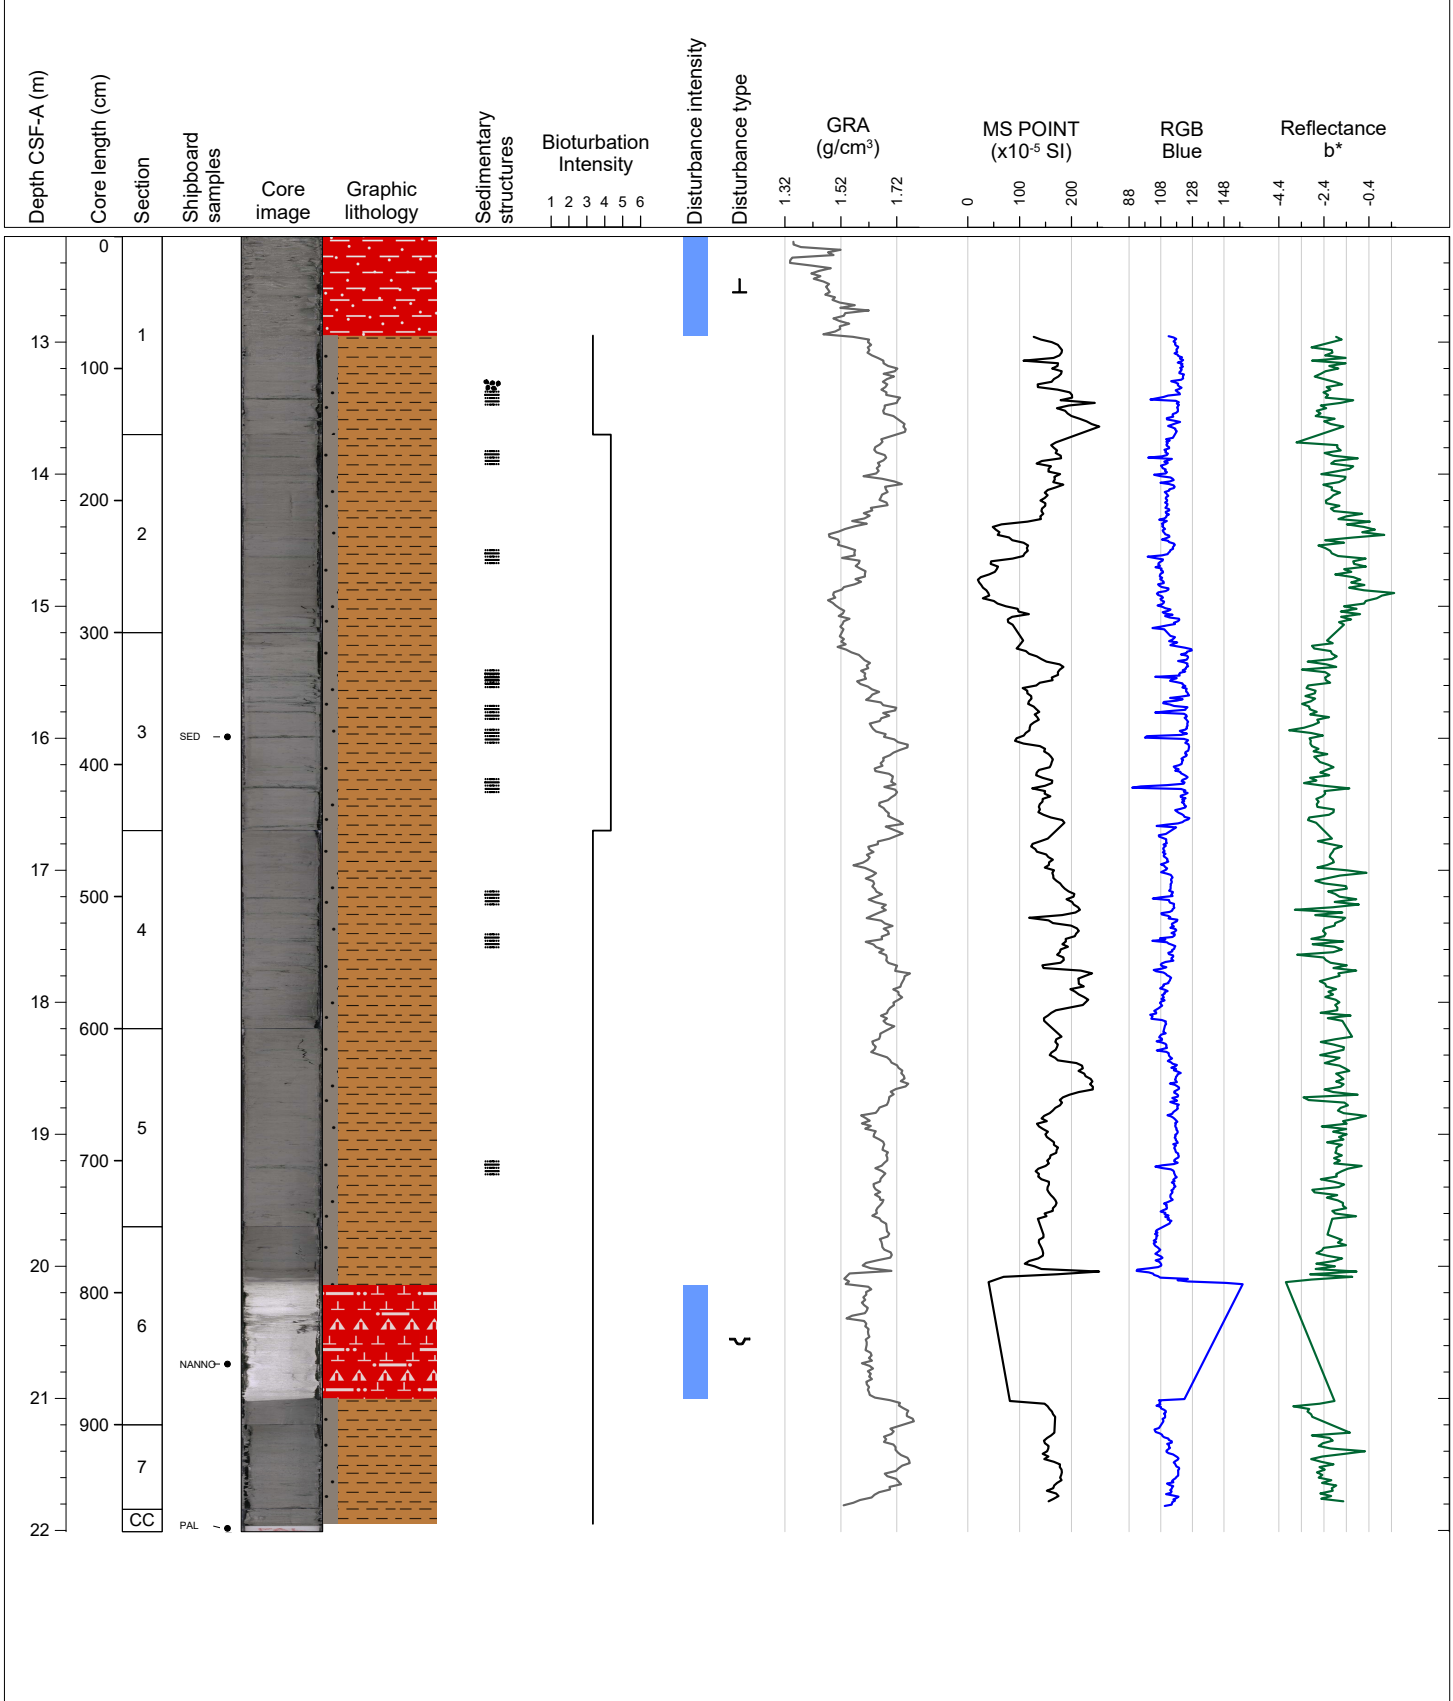 Depth CSF-A (m)
Core length (cm)
Section
Shipboard
samples
Core
image
Graphic
lithology
Sedimentary
structures
Bioturbation
Intensity
1 2 3 4 5 6
Disturbance intensity
Disturbance type
GRA
(g/cm³)
1.32 1.52 1.72
MS POINT
(x10⁻⁵ SI)
0 100 200
RGB
Blue
88 108 128 148
Reflectance
b*
-4.4 -2.4 -0.4
0
1
13
100
14
200
2
15
300
SED
3
16
400
17
500
4
18
600
5
19
700
20
800
6
NANNO
21
900
7
CC
PAL
22